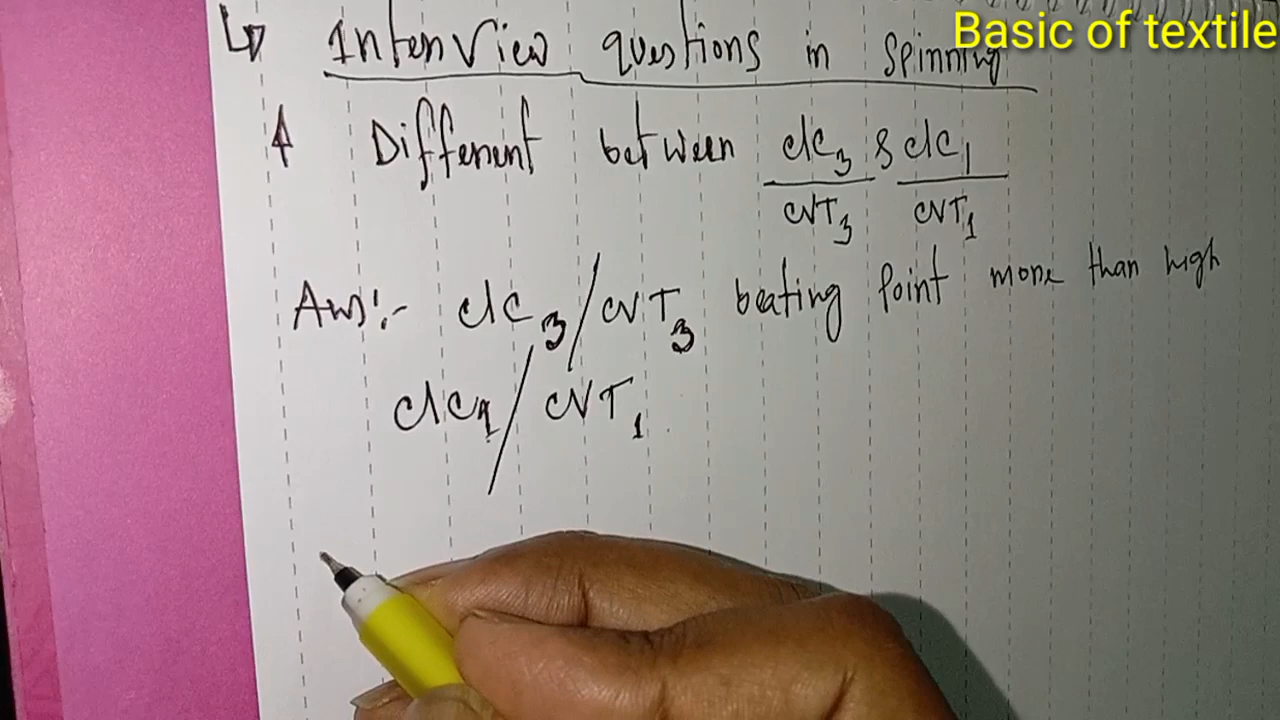 Basic of textile
Interview questions in Spinning
Different between clc3 & clc1
CVT3 CVT1
Ans:- clc3/CVT3 beating Point more than high
clc1/CVT1